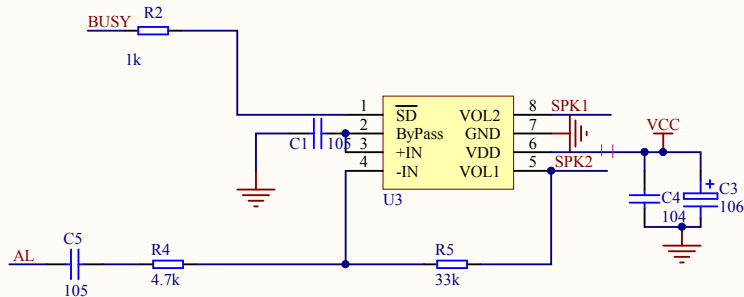 R2
BUSY
1k
1 SD VOL2 8 SPK1
2 ByPass GND 7
VCC
C1 105 3 +IN VDD 6
4 -IN VOL1 5 SPK2
U3
C4
104
+
C3
106
C5
AL
105
R4
4.7k
R5
33k